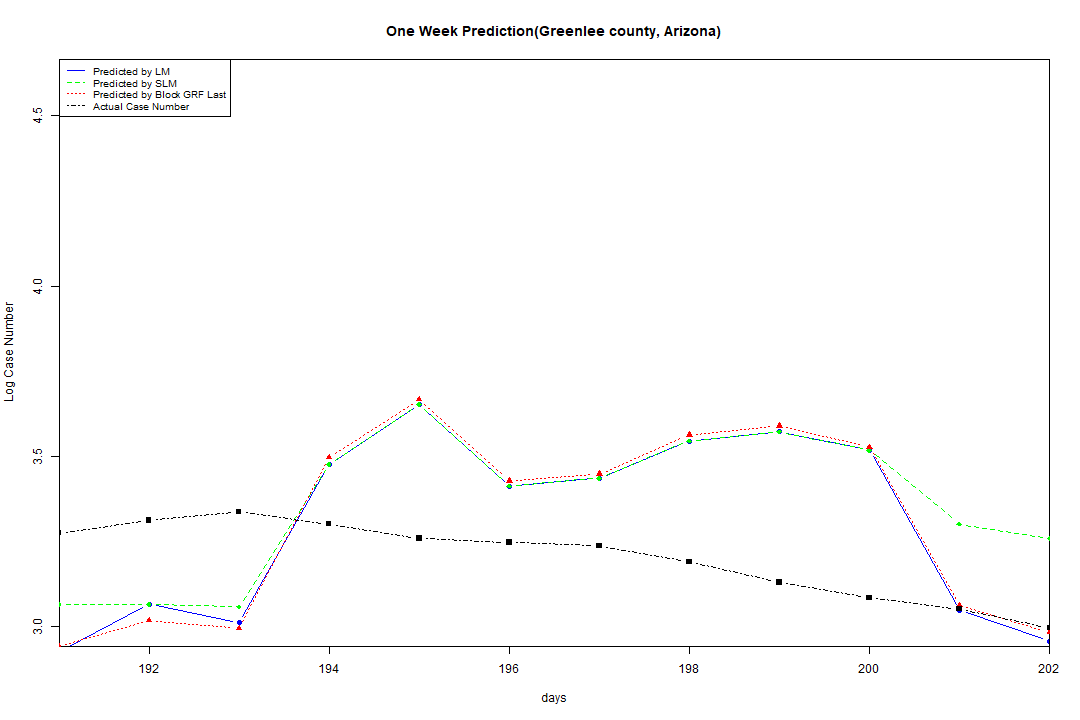 One Week Prediction(Greenlee county, Arizona)
Predicted by LM
Predicted by SLM
Predicted by Block GRF Last
Actual Case Number
4.5
4.0
3.5
3.0
Log Case Number
192 194 196 198 200 202
days